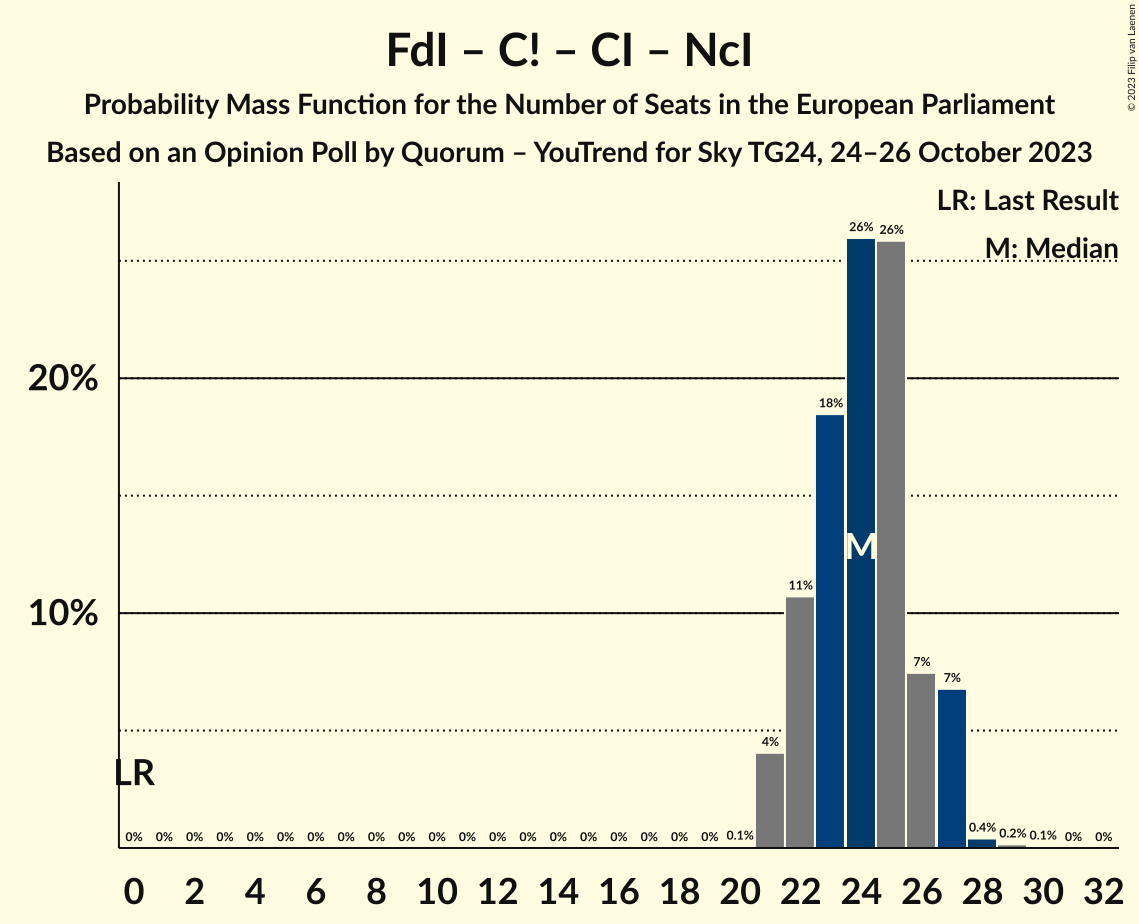 FdI – C! – CI – NcI
Probability Mass Function for the Number of Seats in the European Parliament
Based on an Opinion Poll by Quorum – YouTrend for Sky TG24, 24–26 October 2023
© 2023 Filip van Laenen
LR: Last Result
M: Median
20%
10%
LR
M
0% 0% 0% 0% 0% 0% 0% 0% 0% 0% 0% 0% 0% 0% 0% 0% 0% 0% 0% 0% 0.1% 4% 11% 18% 26% 26% 7% 7% 0.4% 0.2% 0.1% 0% 0%
0 2 4 6 8 10 12 14 16 18 20 22 24 26 28 30 32